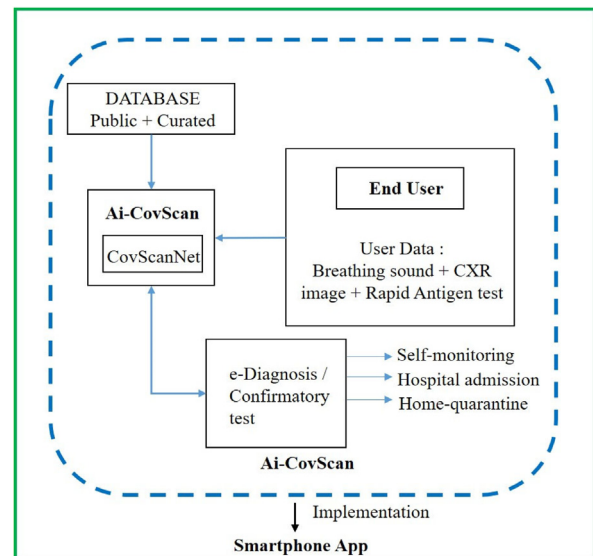 DATABASE
Public + Curated
Ai-CovScan
CovScanNet
End User
User Data :
Breathing sound + CXR
image + Rapid Antigen test
e-Diagnosis /
Confirmatory
test
Self-monitoring
Hospital admission
Home-quarantine
Ai-CovScan
Implementation
Smartphone App